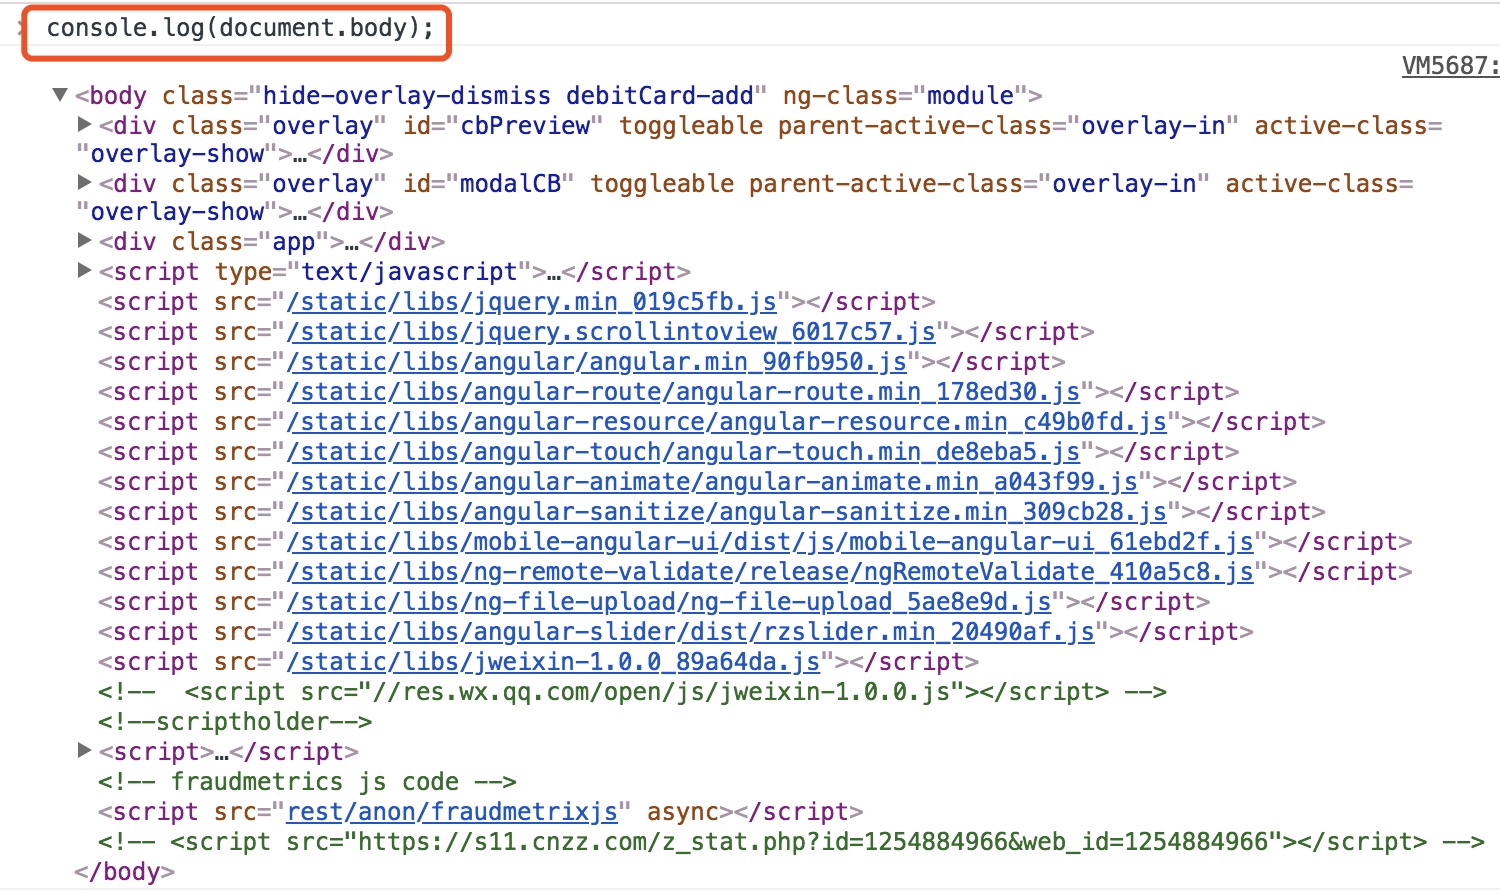 console.log(document.body);
VM5687:
▼<body class="hide-overlay-dismiss debitCard-add" ng-class="module">
▶<div class="overlay" id="cbPreview" toggleable parent-active-class="overlay-in" active-class=
"overlay-show">…</div>
▶<div class="overlay" id="modalCB" toggleable parent-active-class="overlay-in" active-class=
"overlay-show">…</div>
▶<div class="app">…</div>
▶<script type="text/javascript">…</script>
<script src="/static/libs/jquery.min_019c5fb.js"></script>
<script src="/static/libs/jquery.scrollintoview_6017c57.js"></script>
<script src="/static/libs/angular/angular.min_90fb950.js"></script>
<script src="/static/libs/angular-route/angular-route.min_178ed30.js"></script>
<script src="/static/libs/angular-resource/angular-resource.min_c49b0fd.js"></script>
<script src="/static/libs/angular-touch/angular-touch.min_de8eba5.js"></script>
<script src="/static/libs/angular-animate/angular-animate.min_a043f99.js"></script>
<script src="/static/libs/angular-sanitize/angular-sanitize.min_309cb28.js"></script>
<script src="/static/libs/mobile-angular-ui/dist/js/mobile-angular-ui_61ebd2f.js"></script>
<script src="/static/libs/ng-remote-validate/release/ngRemoteValidate_410a5c8.js"></script>
<script src="/static/libs/ng-file-upload/ng-file-upload_5ae8e9d.js"></script>
<script src="/static/libs/angular-slider/dist/rzslider.min_20490af.js"></script>
<script src="/static/libs/jweixin-1.0.0_89a64da.js"></script>
<!--  <script src="//res.wx.qq.com/open/js/jweixin-1.0.0.js"></script> -->
<!--scriptholder-->
▶<script>…</script>
<!-- fraudmetrics js code -->
<script src="rest/anon/fraudmetrixjs" async></script>
<!-- <script src="https://s11.cnzz.com/z_stat.php?id=1254884966&web_id=1254884966"></script> -->
</body>